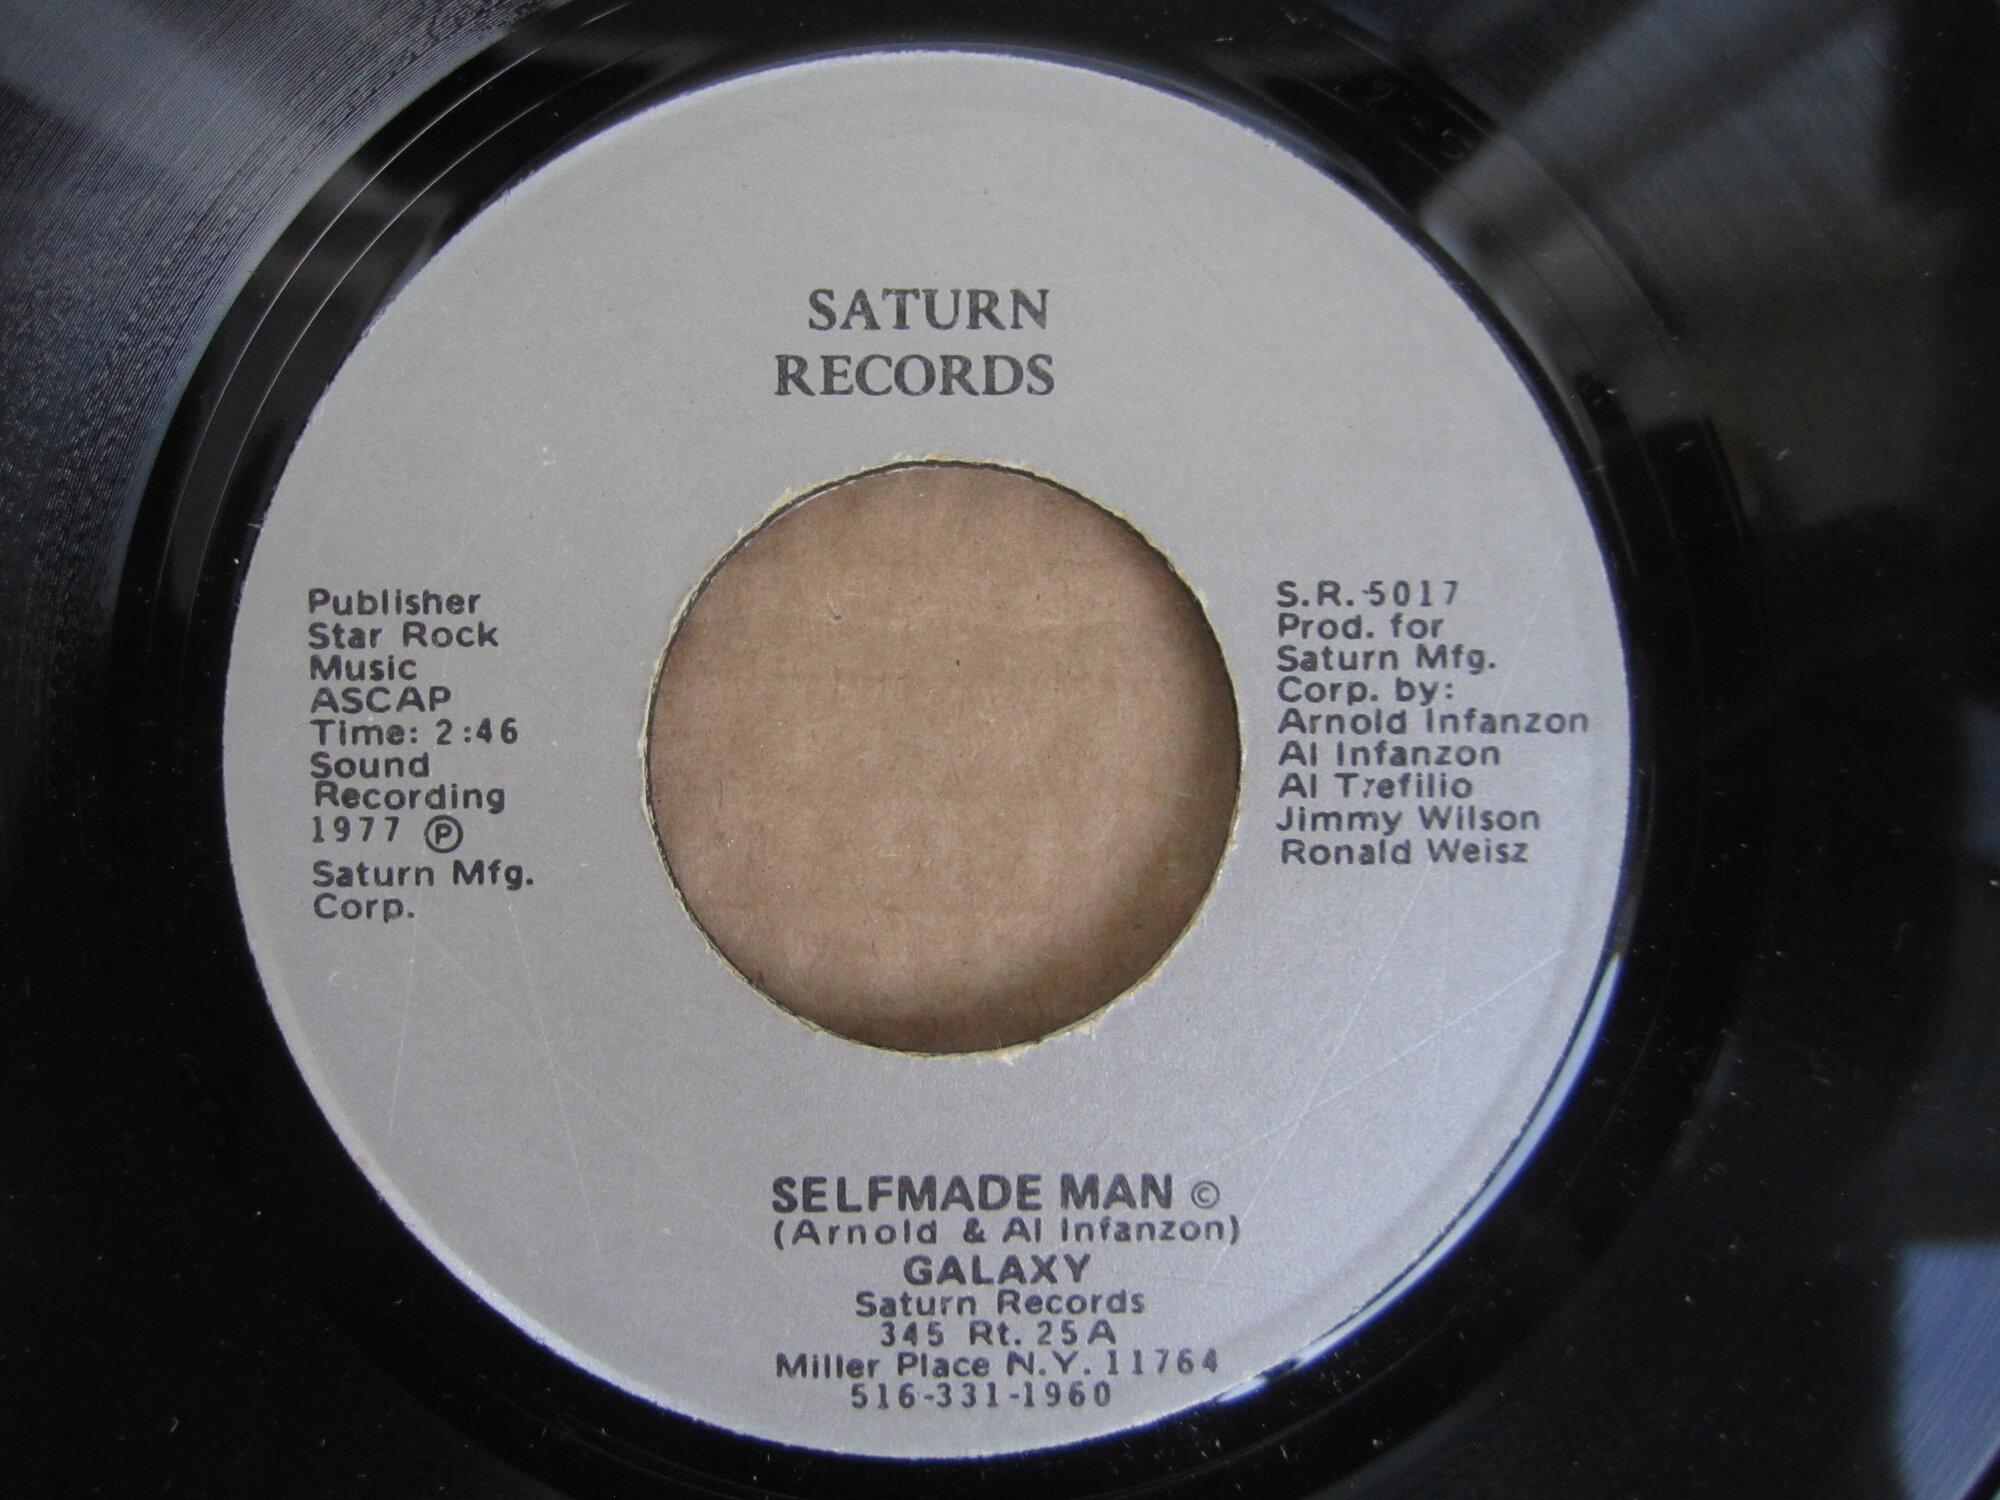 SATURN
RECORDS
Publisher
Star Rock
Music
ASCAP
Time: 2:46
Sound
Recording
1977 Ⓟ
Saturn Mfg.
Corp.
S.R.-5017
Prod. for
Saturn Mfg.
Corp. by:
Arnold Infanzon
Al Infanzon
Al Trefilio
Jimmy Wilson
Ronald Weisz
SELFMADE MAN ©
(Arnold & Al Infanzon)
GALAXY
Saturn Records
345 Rt. 25A
Miller Place N.Y. 11764
516-331-1960